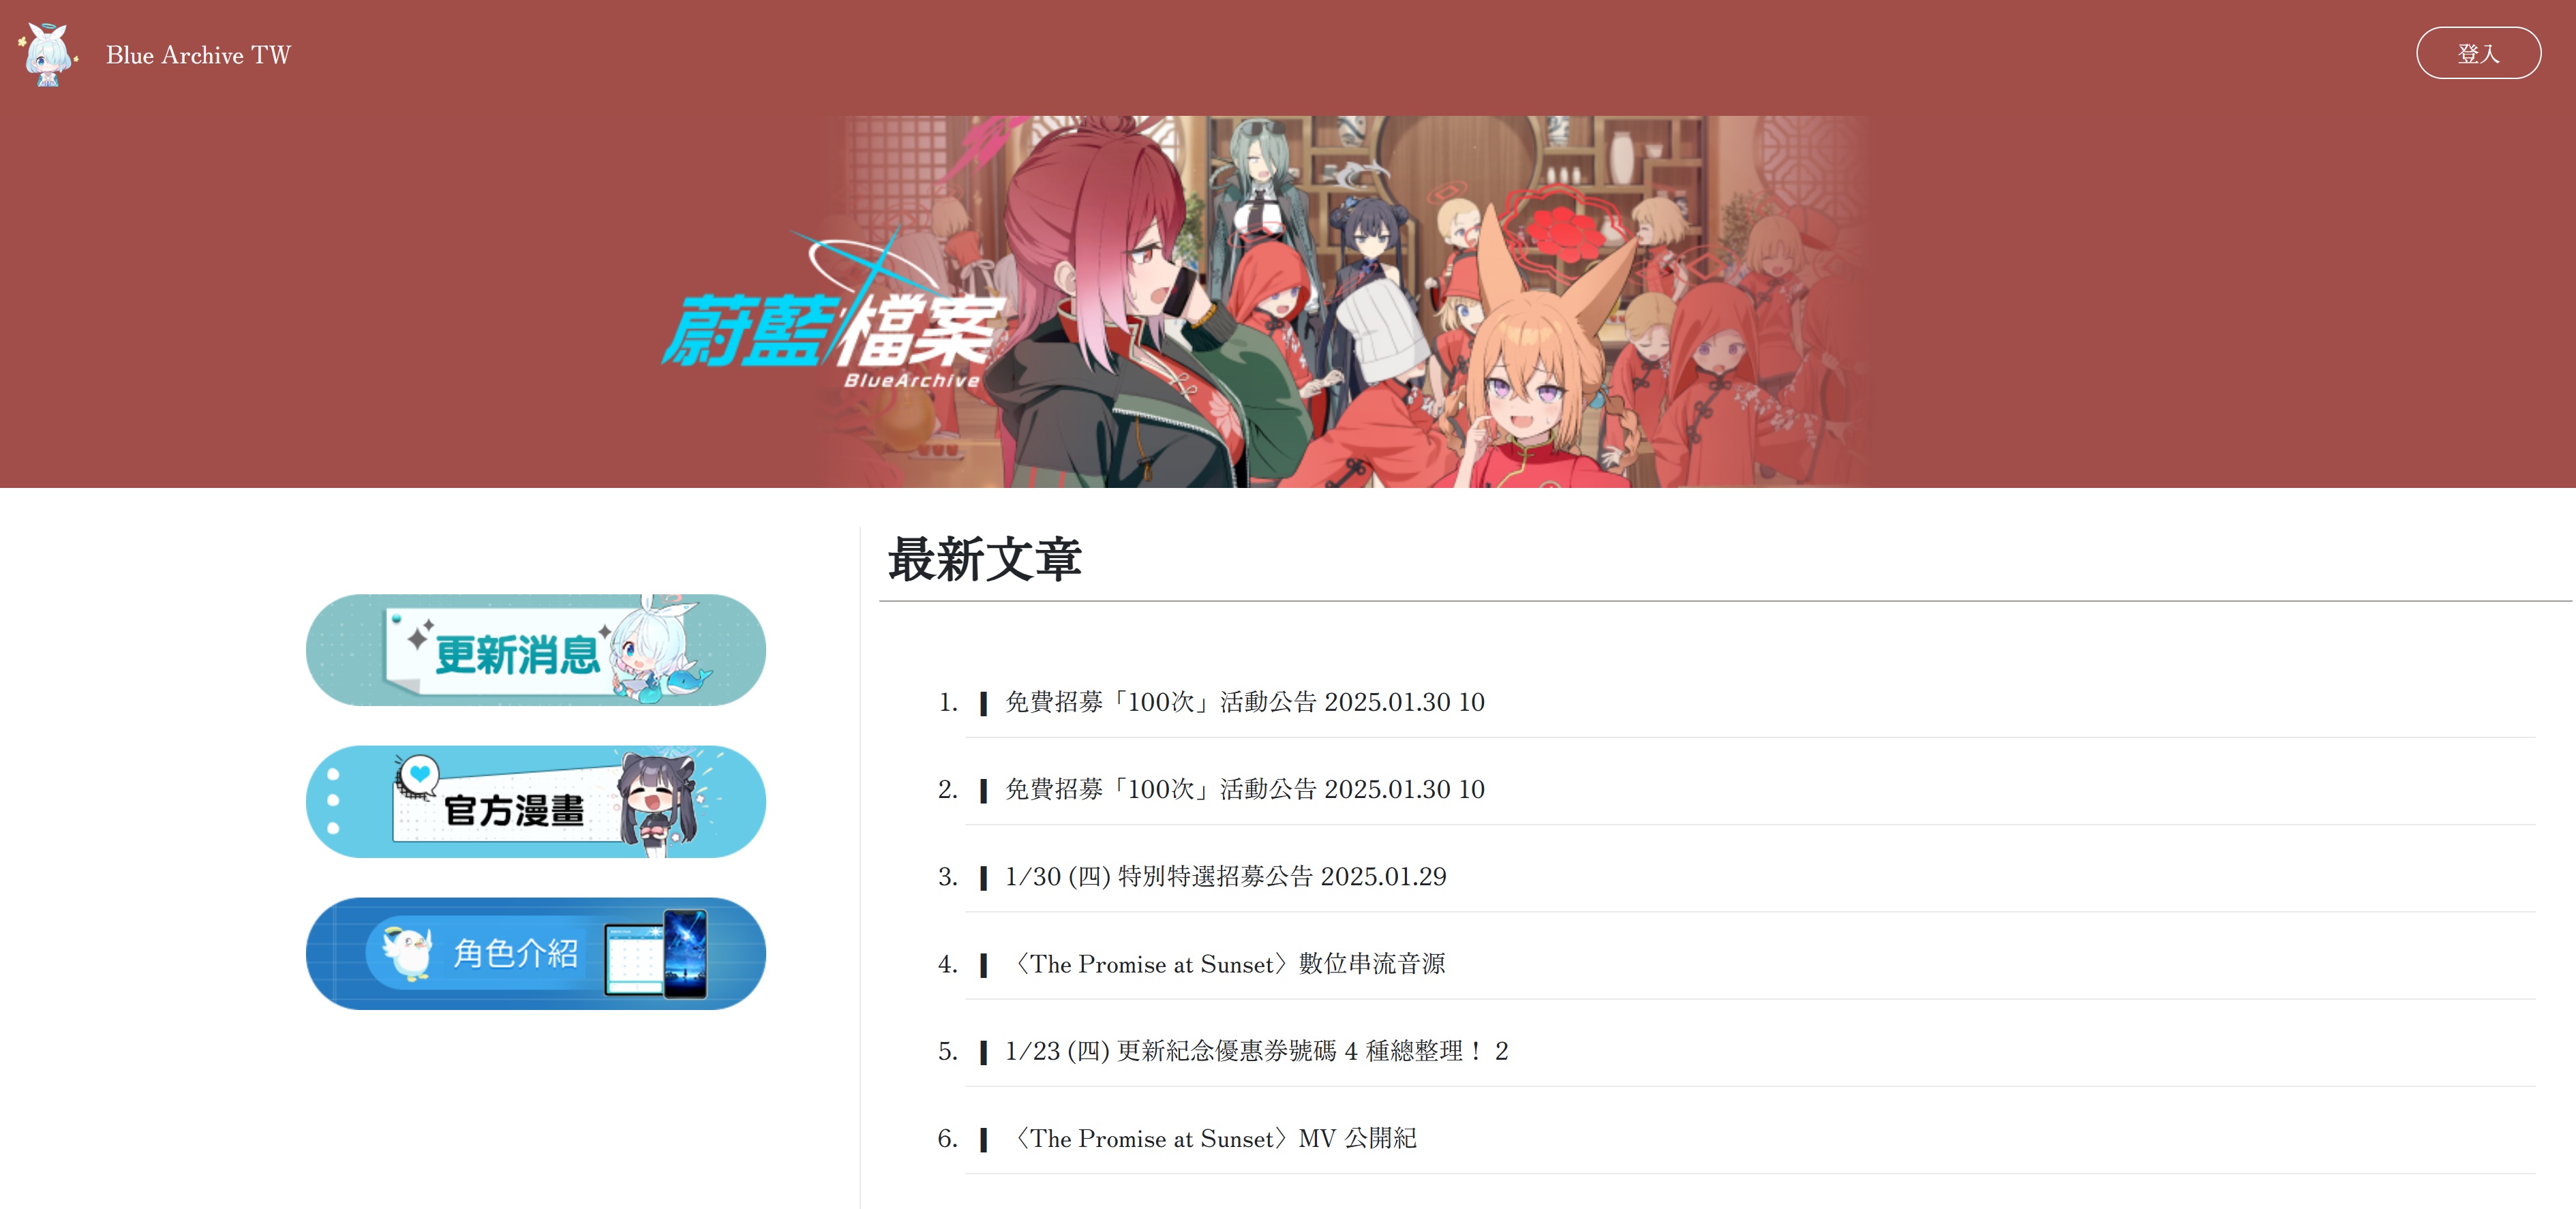 Blue Archive TW
登入
蔚藍檔案
BlueArchive
最新文章
更新消息
官方漫畫
角色介紹
1. ▌ 免費招募「100次」活動公告 2025.01.30 10
2. ▌ 免費招募「100次」活動公告 2025.01.30 10
3. ▌ 1/30 (四) 特別特選招募公告 2025.01.29
4. ▌ 〈The Promise at Sunset〉數位串流音源
5. ▌ 1/23 (四) 更新紀念優惠券號碼 4 種總整理！ 2
6. ▌ 〈The Promise at Sunset〉MV 公開紀